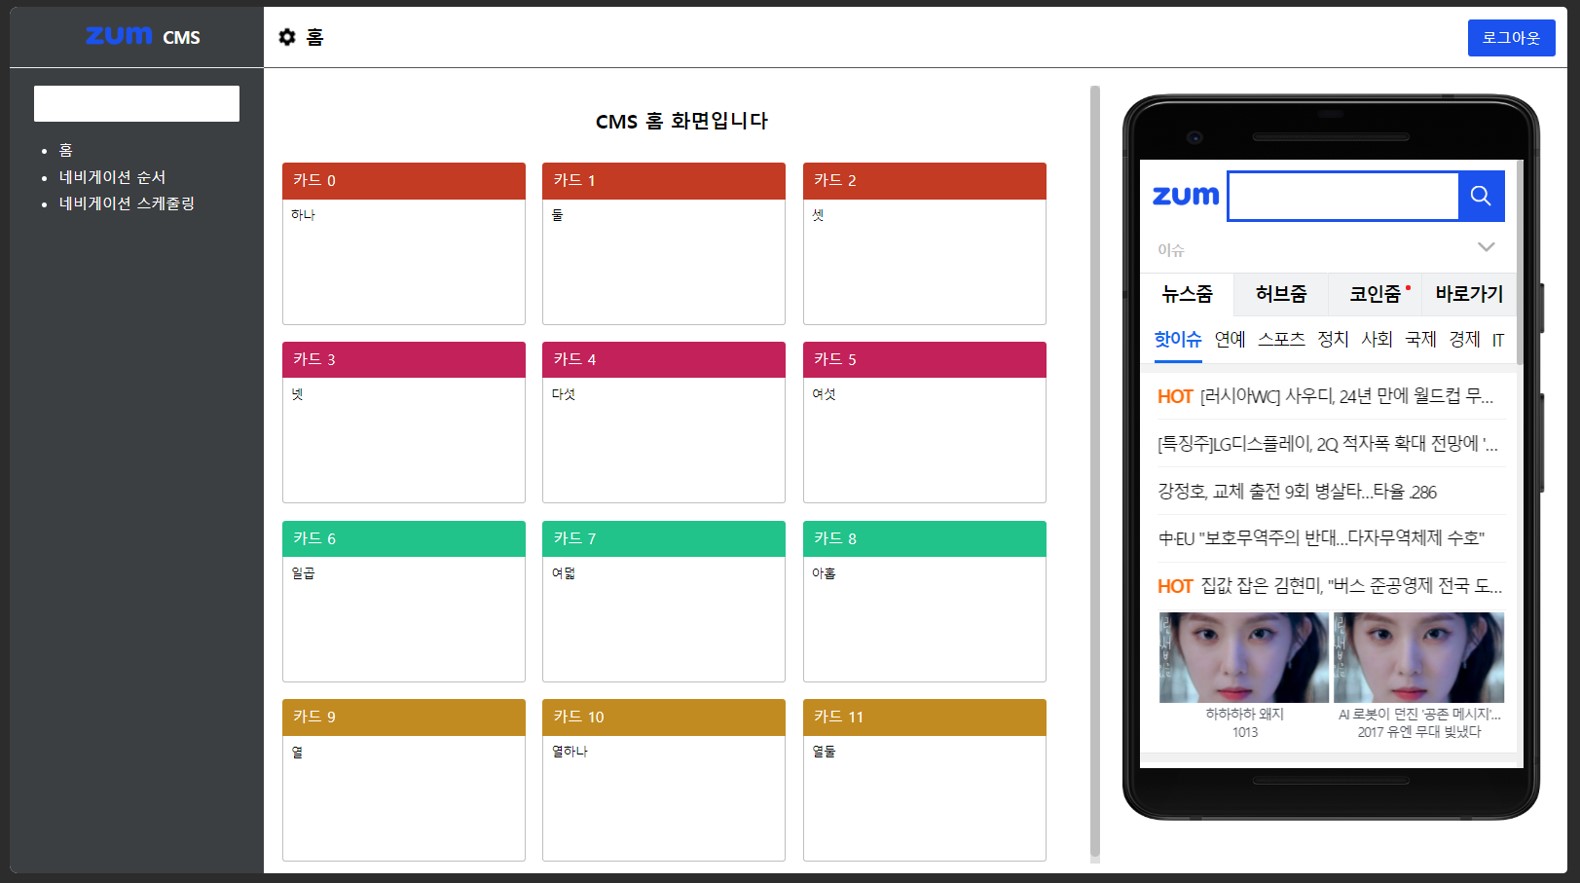 zum CMS
홈
로그아웃
홈
네비게이션 순서
네비게이션 스케줄링
CMS 홈 화면입니다
카드 0
하나
카드 1
둘
카드 2
셋
카드 3
넷
카드 4
다섯
카드 5
여섯
카드 6
일곱
카드 7
여덟
카드 8
아홉
카드 9
열
카드 10
열하나
카드 11
열둘
zum
이슈
뉴스줌 허브줌 코인줌 바로가기
핫이슈 연예 스포츠 정치 사회 국제 경제 IT
HOT [러시아WC] 사우디, 24년 만에 월드컵 무...
[특징주]LG디스플레이, 2Q 적자폭 확대 전망에 '...
강정호, 교체 출전 9회 병살타...타율 .286
中·EU "보호무역주의 반대...다자무역체제 수호"
HOT 집값 잡은 김현미, "버스 준공영제 전국 도...
하하하하 왜지
1013
AI 로봇이 던진 '공존 메시지'...
2017 유엔 무대 빛냈다